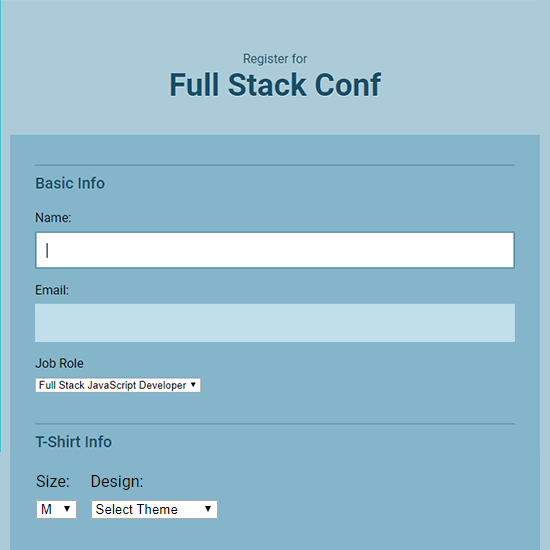 Register for
Full Stack Conf
Basic Info
Name:
Email:
Job Role
Full Stack JavaScript Developer
T-Shirt Info
Size: Design:
M Select Theme